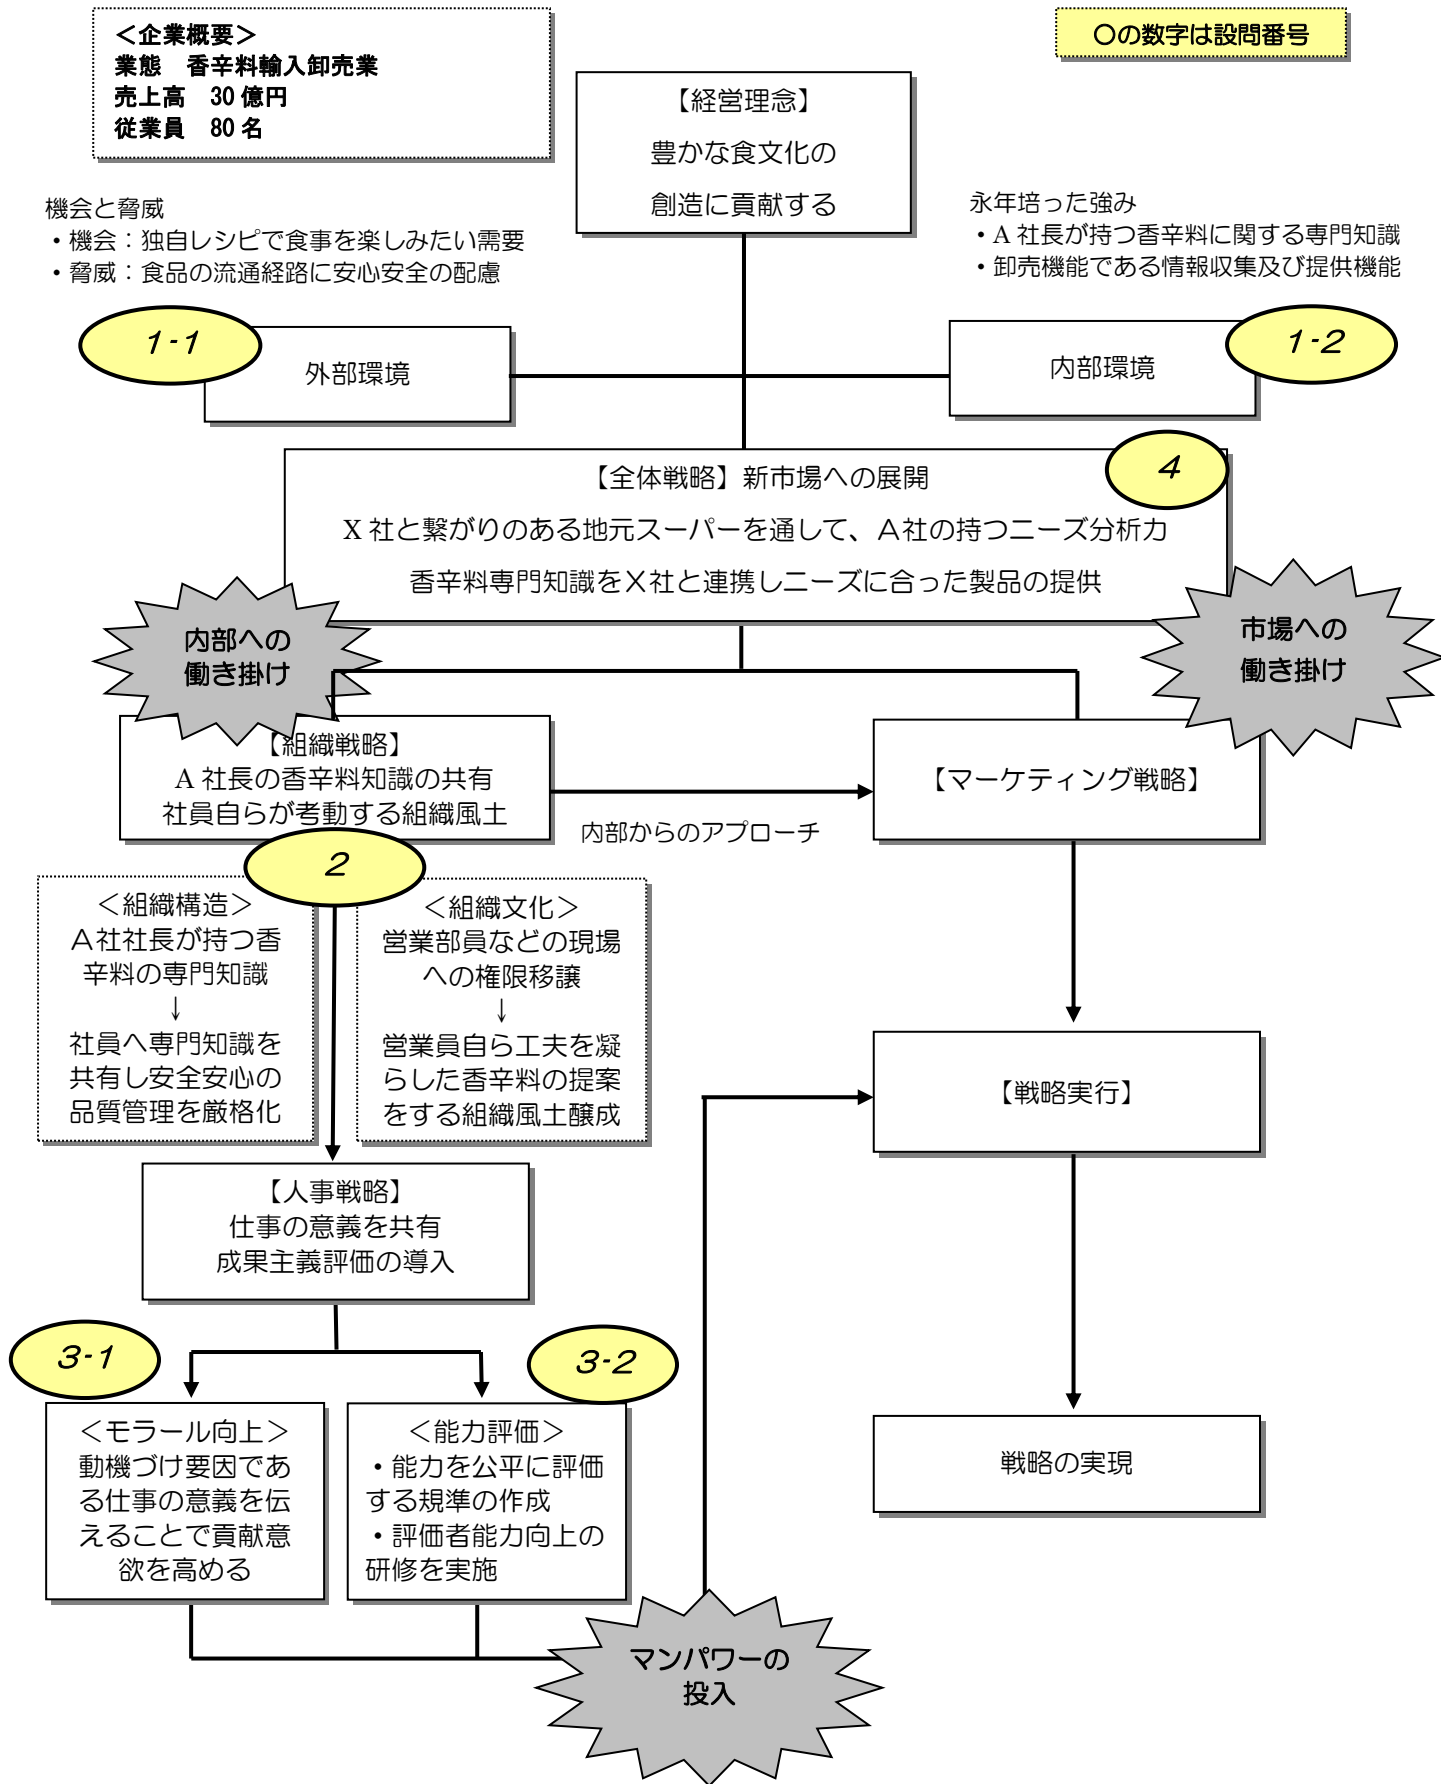 ＜企業概要＞
業態　香辛料輸入卸売業
売上高　30億円
従業員　80名
〇の数字は設問番号
【経営理念】
豊かな食文化の
創造に貢献する
機会と脅威
・機会：独自レシピで食事を楽しみたい需要
・脅威：食品の流通経路に安心安全の配慮
永年培った強み
・A社長が持つ香辛料に関する専門知識
・卸売機能である情報収集及び提供機能
1-1
外部環境
内部環境
1-2
4
【全体戦略】新市場への展開
X社と繋がりのある地元スーパーを通して、A社の持つニーズ分析力
香辛料専門知識をX社と連携しニーズに合った製品の提供
内部への
働き掛け
市場への
働き掛け
【組織戦略】
A社長の香辛料知識の共有
社員自らが考動する組織風土
内部からのアプローチ
【マーケティング戦略】
2
＜組織構造＞
A社社長が持つ香
辛料の専門知識
↓
社員へ専門知識を
共有し安全安心の
品質管理を厳格化
＜組織文化＞
営業部員などの現場
への権限移譲
↓
営業員自ら工夫を凝
らした香辛料の提案
をする組織風土醸成
【戦略実行】
【人事戦略】
仕事の意義を共有
成果主義評価の導入
3-1
3-2
＜モラール向上＞
動機づけ要因であ
る仕事の意義を伝
えることで貢献意
欲を高める
＜能力評価＞
・能力を公平に評価
する規準の作成
・評価者能力向上の
研修を実施
戦略の実現
マンパワーの
投入